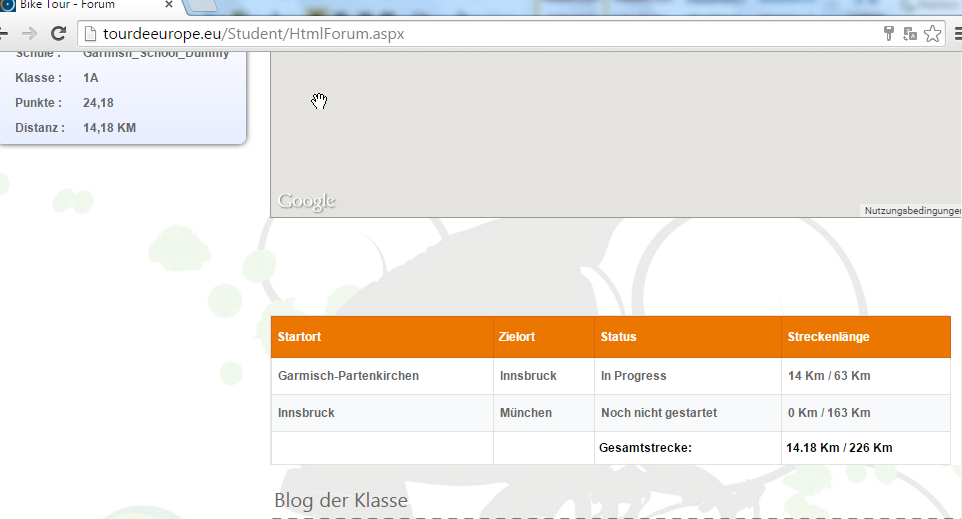 Bike Tour - Forum
tourdeeurope.eu/Student/HtmlForum.aspx
Schule : Garmish_School_Dummy
Klasse : 1A
Punkte : 24,18
Distanz : 14,18 KM
Google
Nutzungsbedingungen
Startort Zielort Status Streckenlänge
Garmisch-Partenkirchen Innsbruck In Progress 14 Km / 63 Km
Innsbruck München Noch nicht gestartet 0 Km / 163 Km
Gesamtstrecke: 14.18 Km / 226 Km
Blog der Klasse